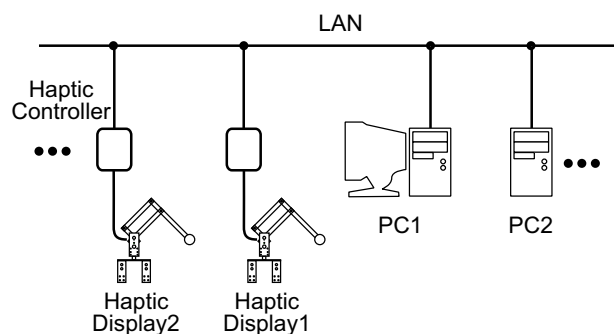 LAN
Haptic
Controller
PC1
PC2
Haptic
Display2
Haptic
Display1